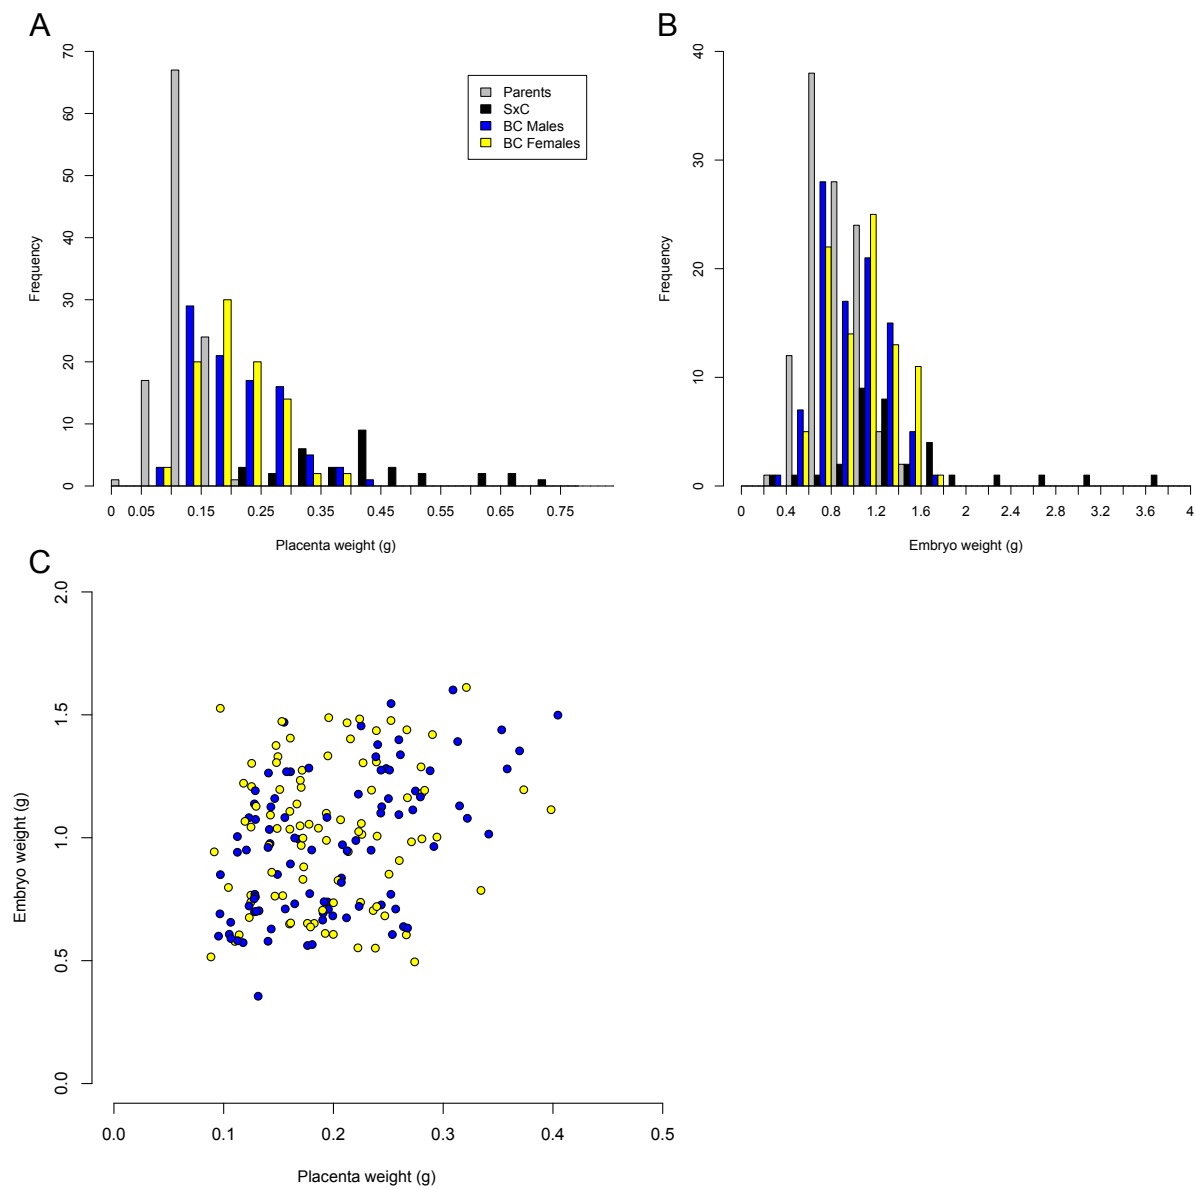 A
70
60
50
40
30
20
10
0
Frequency
0 0.05 0.15 0.25 0.35 0.45 0.55 0.65 0.75
Placenta weight (g)
Parents
SxC
BC Males
BC Females
B
40
30
20
10
0
Frequency
0 0.4 0.8 1.2 1.6 2 2.4 2.8 3.2 3.6 4
Embryo weight (g)
C
2.0
1.5
1.0
0.5
0.0
Embryo weight (g)
0.0 0.1 0.2 0.3 0.4 0.5
Placenta weight (g)